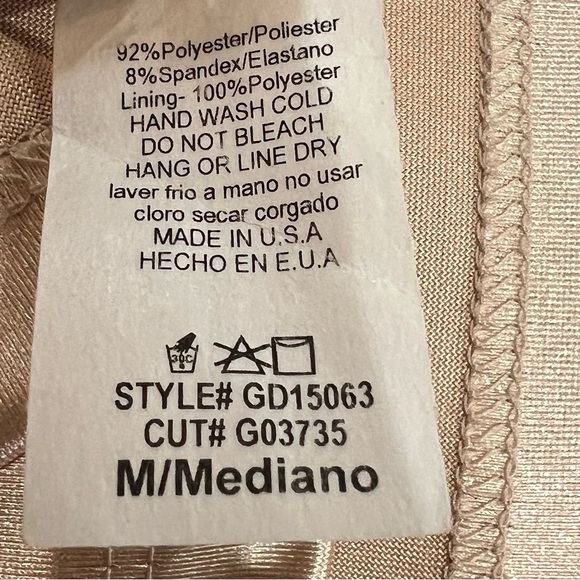 92%Polyester/Poliester
8%Spandex/Elastano
Lining- 100%Polyester
HAND WASH COLD
DO NOT BLEACH
HANG OR LINE DRY
laver frio a mano no usar
cloro secar corgado
MADE IN U.S.A
HECHO EN E.U.A
30C
STYLE# GD15063
CUT# G03735
M/Mediano